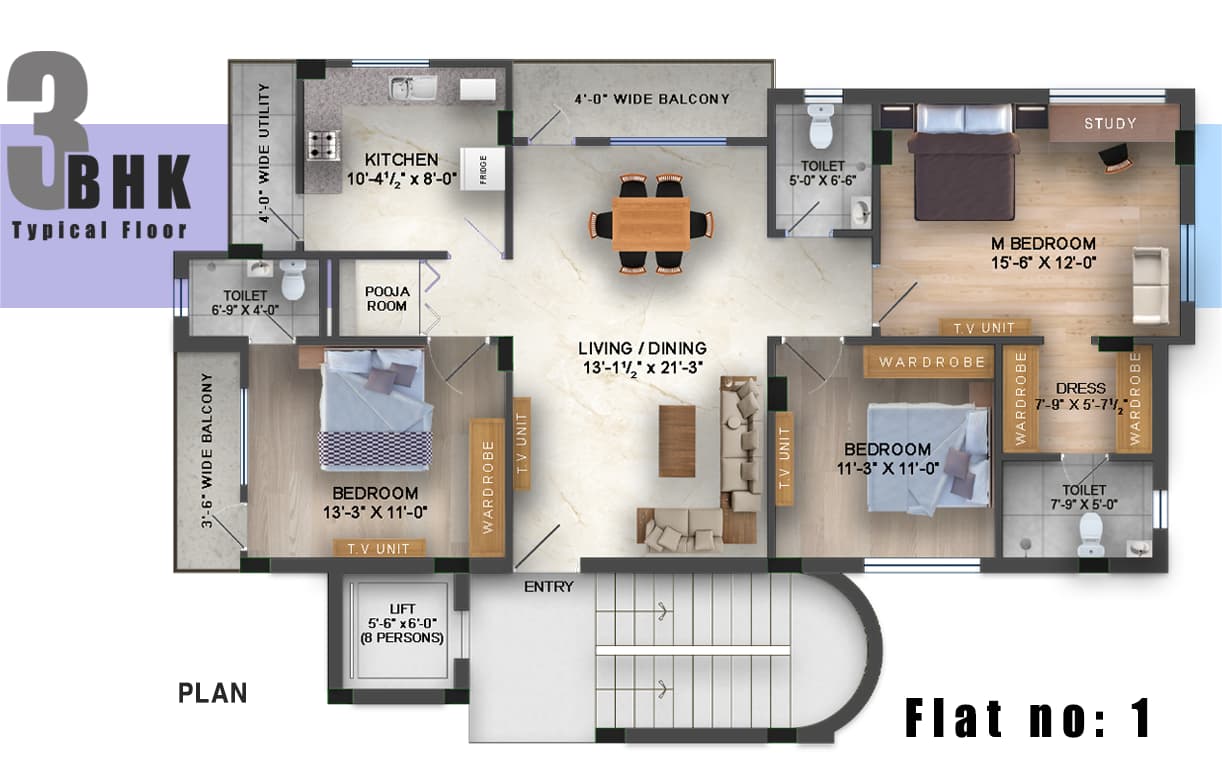 3
BHK
Typical Floor
4'-0" WIDE UTILITY
KITCHEN
10'-4½" x 8'-0"
FRIDGE
4'-0" WIDE BALCONY
TOILET
5'-0" X 6'-6"
STUDY
M BEDROOM
15'-6" X 12'-0"
T.V UNIT
TOILET
6'-9" X 4'-0"
POOJA
ROOM
LIVING / DINING
13'-1½" x 21'-3"
WARDROBE
WARDROBE
DRESS
7'-9" X 5'-7½"
WARDROBE
3'-6" WIDE BALCONY
BEDROOM
13'-3" X 11'-0"
WARDROBE
T.V UNIT
T.V UNIT
T.V UNIT
BEDROOM
11'-3" X 11'-0"
TOILET
7'-9" X 5'-0"
ENTRY
LIFT
5'-6" x 6'-0"
(8 PERSONS)
PLAN
Flat no: 1